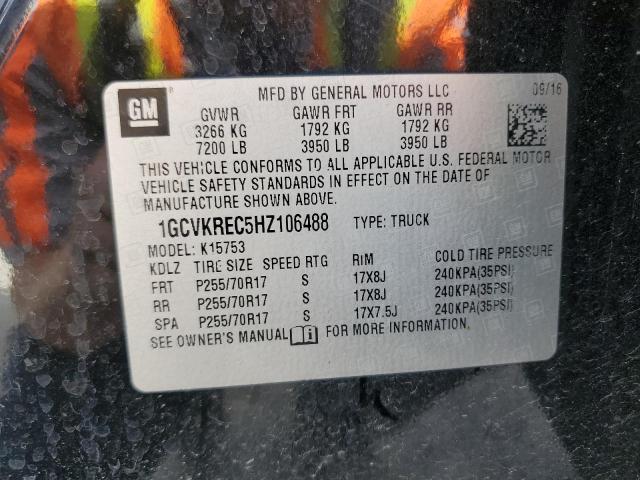 GM
MFD BY GENERAL MOTORS LLC
09/16
GVWR GAWR FRT GAWR RR
3266 KG 1792 KG 1792 KG
7200 LB 3950 LB 3950 LB
THIS VEHICLE CONFORMS TO ALL APPLICABLE U.S. FEDERAL MOTOR
VEHICLE SAFETY STANDARDS IN EFFECT ON THE DATE OF
MANUFACTURE SHOWN ABOVE.
1GCVKREC5HZ106488 TYPE: TRUCK
MODEL: K15753
KDLZ TIRE SIZE SPEED RTG RIM COLD TIRE PRESSURE
FRT P255/70R17 S 17X8J 240KPA(35PSI)
RR P255/70R17 S 17X8J 240KPA(35PSI)
SPA P255/70R17 S 17X7.5J 240KPA(35PSI)
SEE OWNER'S MANUAL FOR MORE INFORMATION.